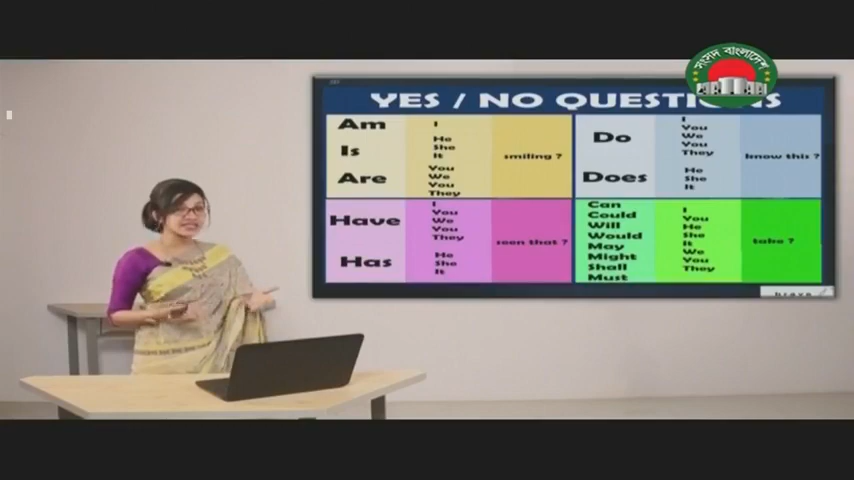 সংসদ বাংলাদেশ
YES / NO QUESTIONS
Am
Is
Are
I
He
She
It
You
We
You
They
smiling ?
Do
Does
I
You
We
You
They
He
She
It
know this ?
Have
Has
I
You
We
You
They
He
She
It
seen that ?
Can
Could
Will
Would
May
Might
Shall
Must
I
You
He
She
It
We
You
They
take ?